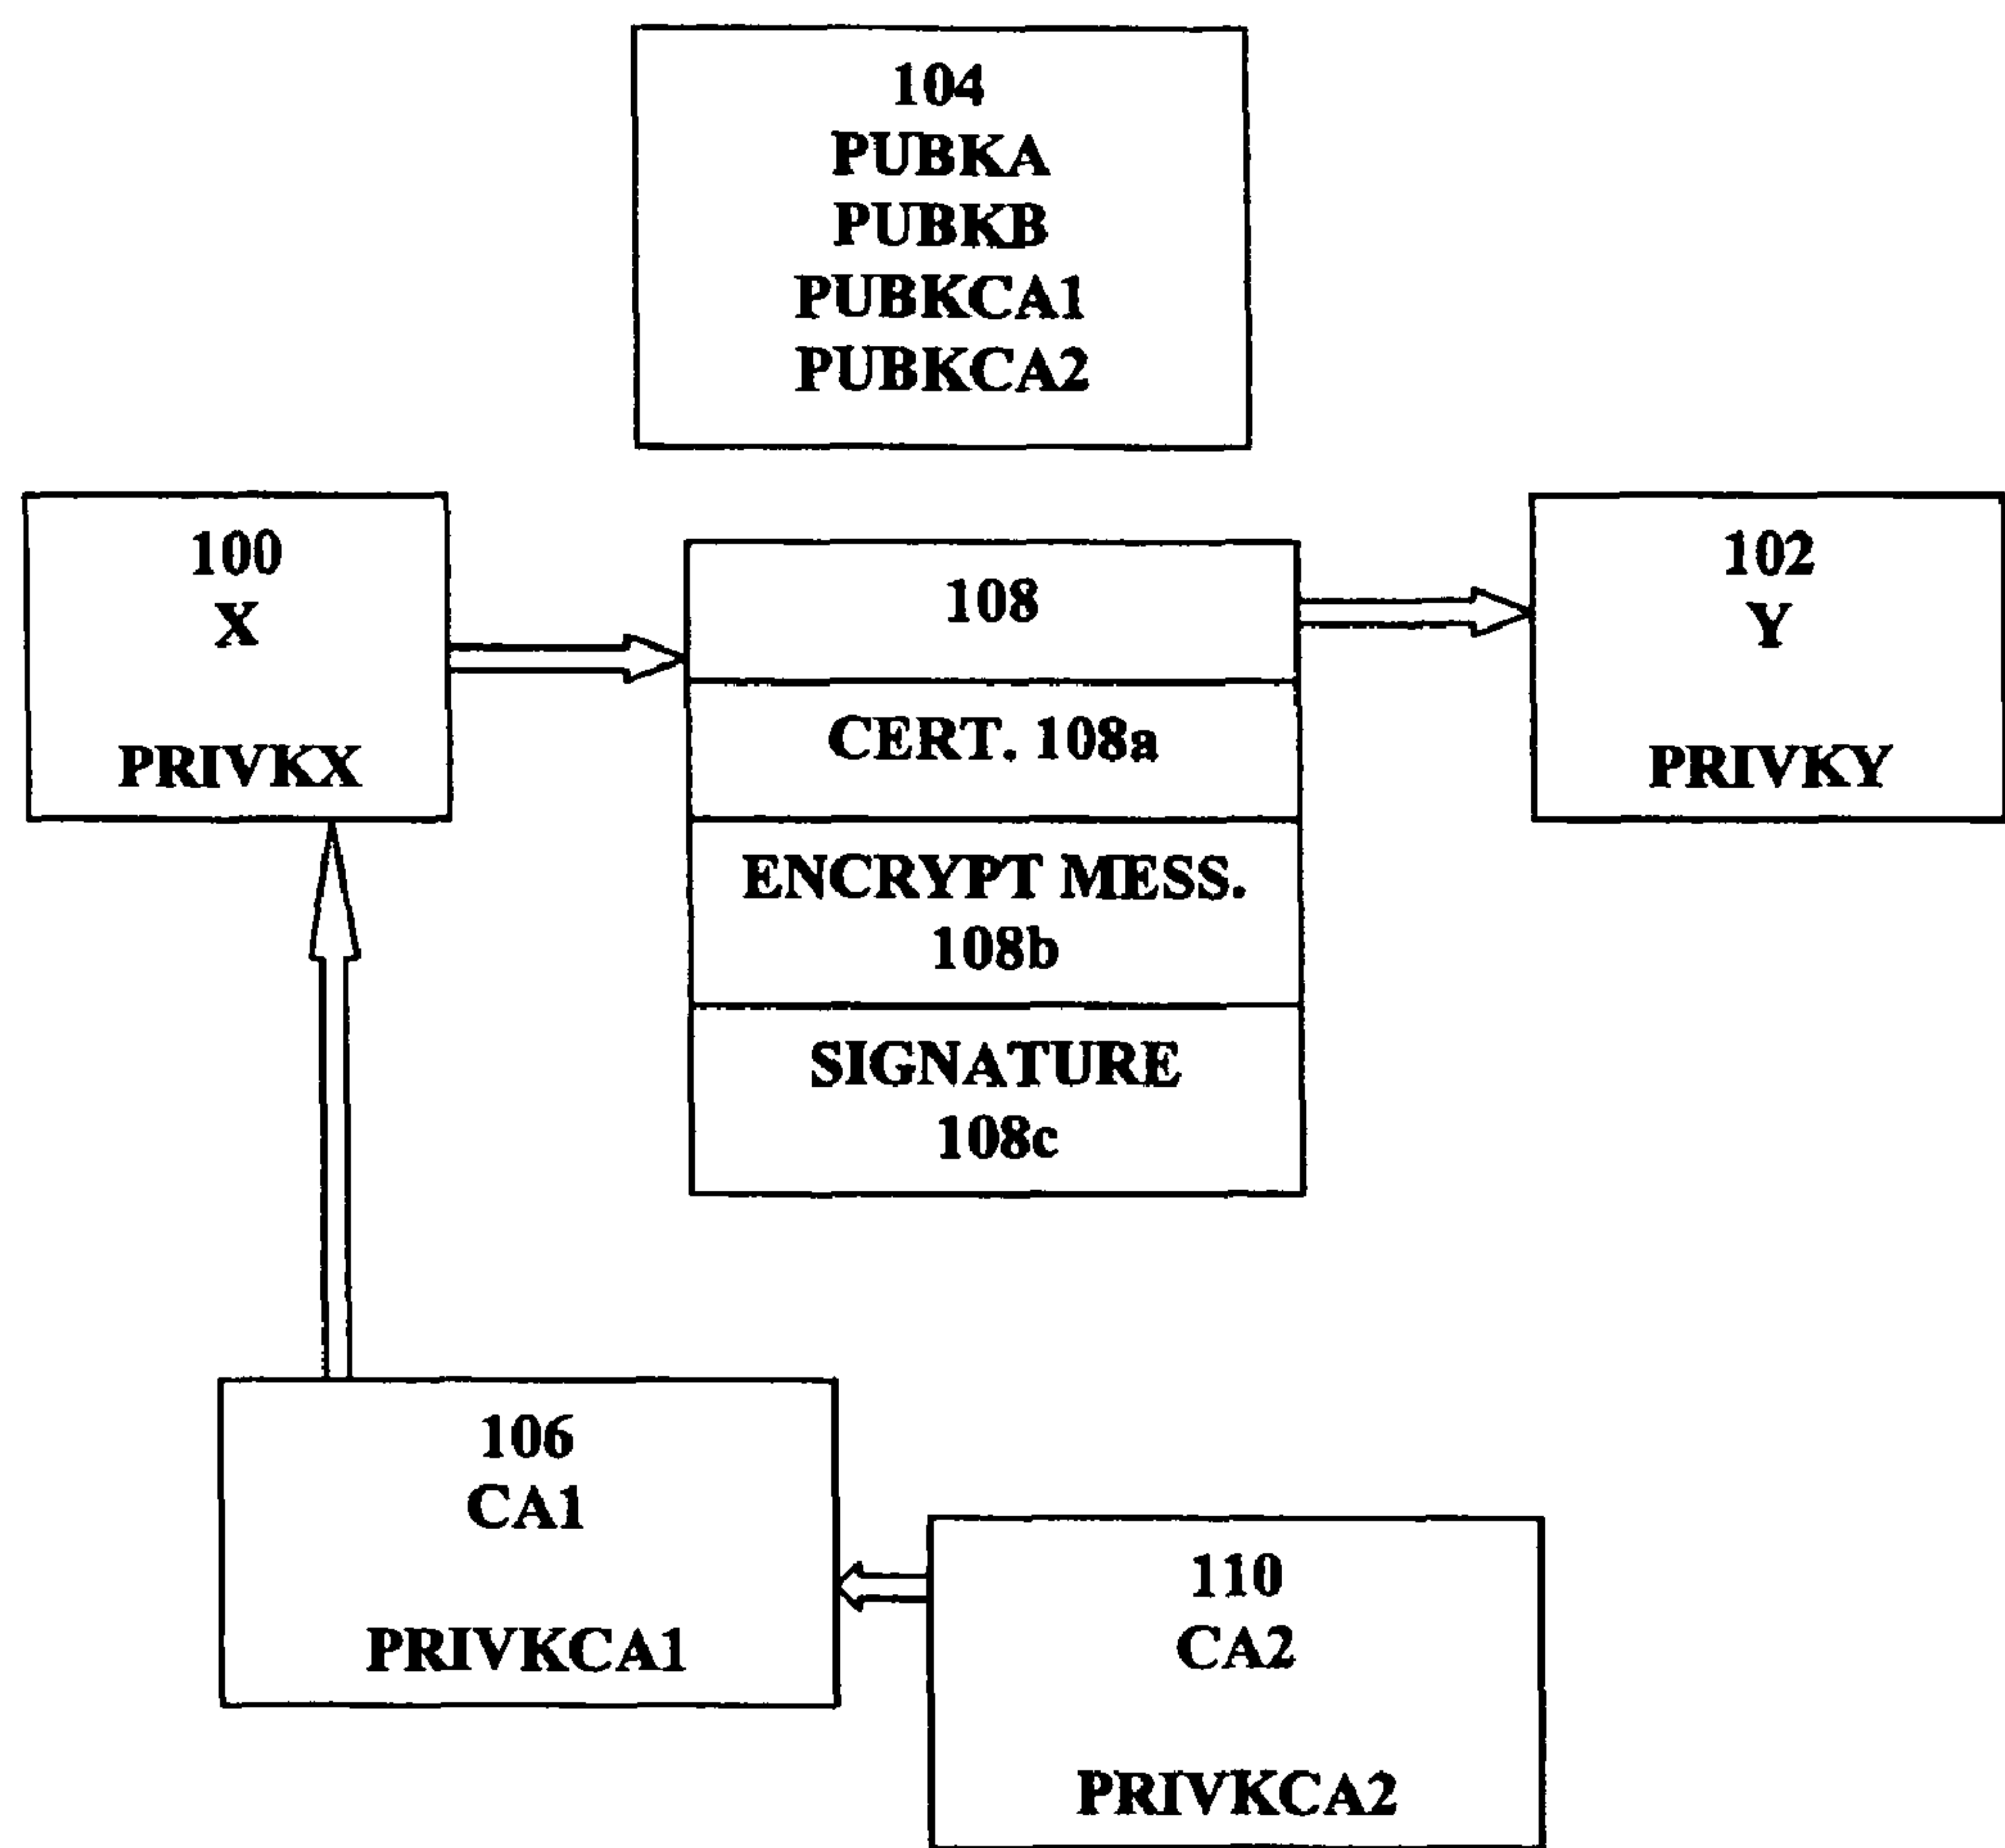 104
PUBKA
PUBKB
PUBKCA1
PUBKCA2
100
X
PRIVKX
108
CERT. 108a
ENCRYPT MESS.
108b
SIGNATURE
108c
102
Y
PRIVKY
106
CA1
PRIVKCA1
110
CA2
PRIVKCA2